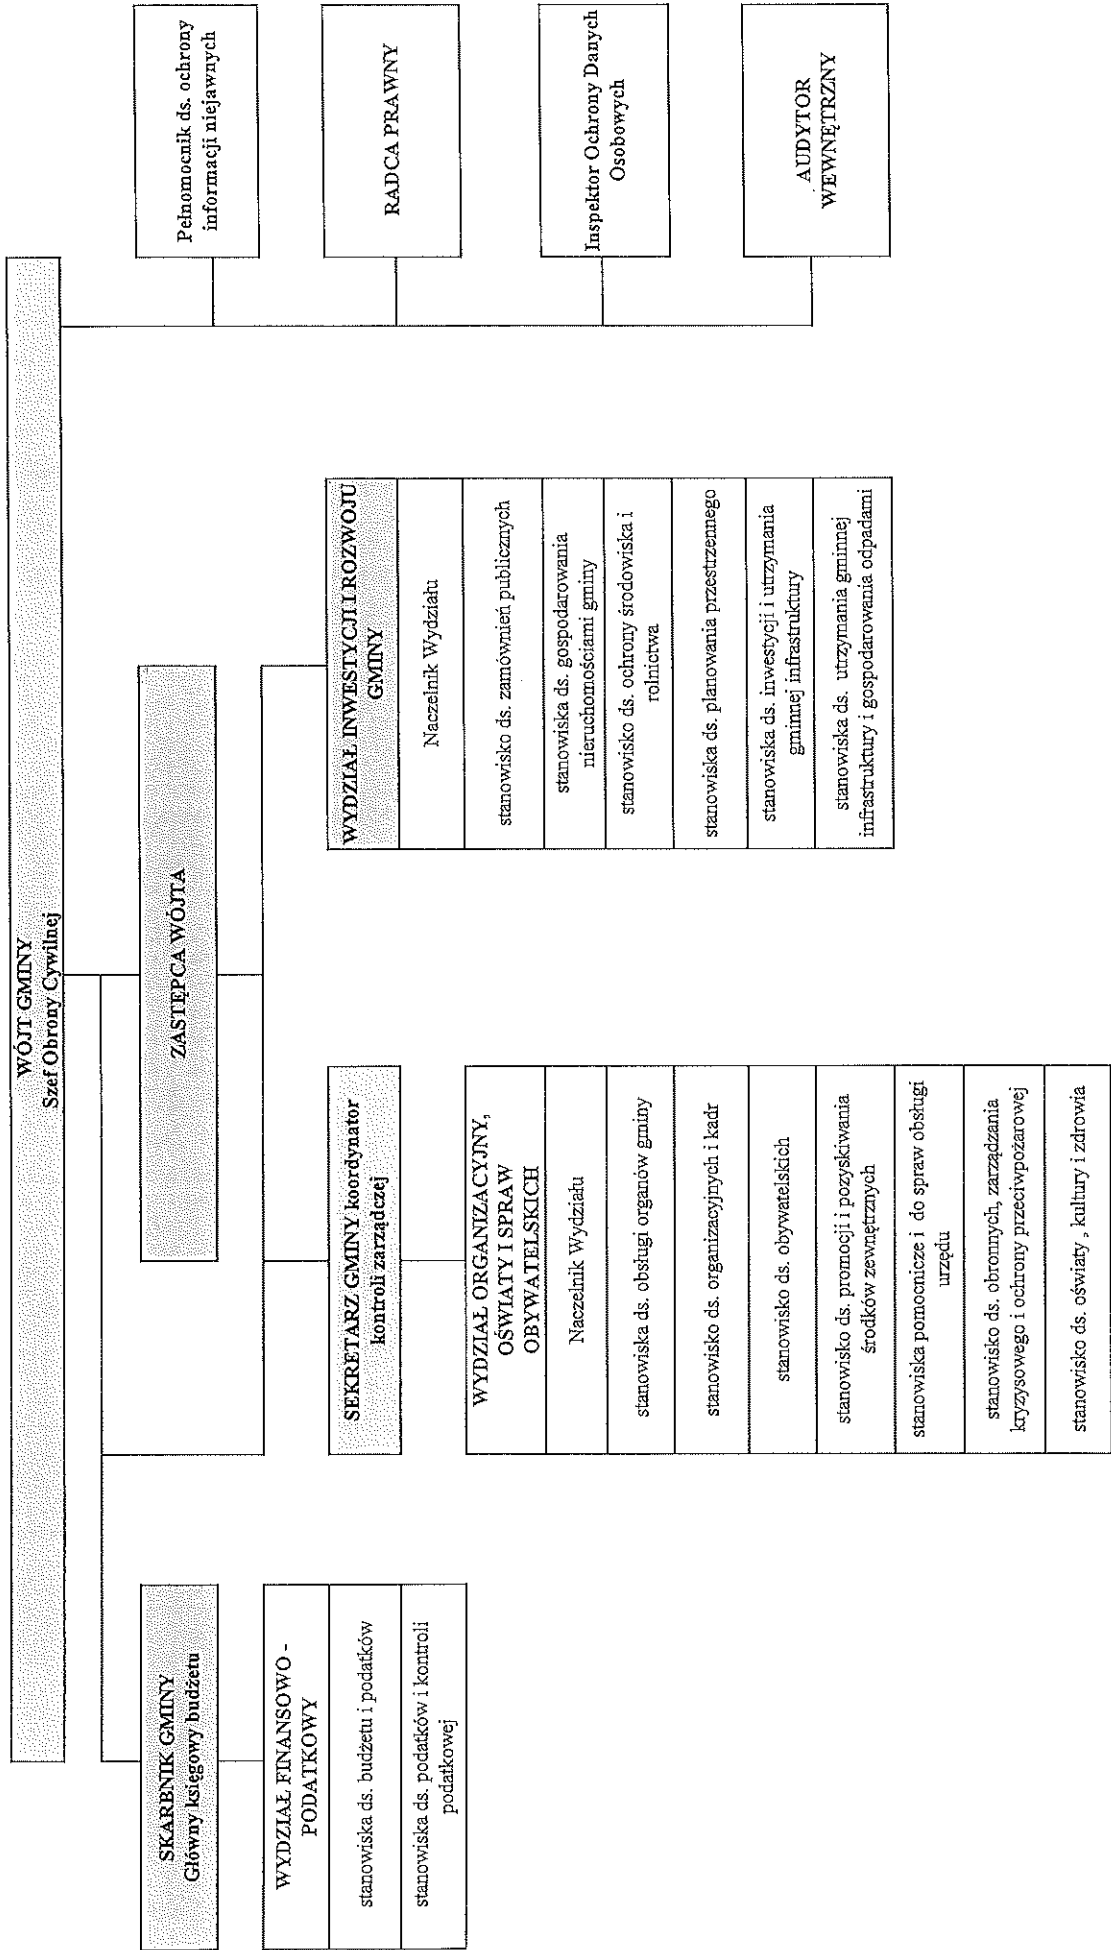 WÓJT GMINY
Szef Obrony Cywilnej
SKARBNIK GMINY
Główny księgowy budżetu
WYDZIAŁ FINANSOWO -
PODATKOWY
stanowiska ds. budżetu i podatków
stanowiska ds. podatków i kontroli
podatkowej
ZASTĘPCA WÓJTA
SEKRETARZ GMINY koordynator
kontroli zarządczej
WYDZIAŁ ORGANIZACYJNY,
OŚWIATY I SPRAW
OBYWATELSKICH
Naczelnik Wydziału
stanowiska ds. obsługi organów gminy
stanowisko ds. organizacyjnych i kadr
stanowisko ds. obywatelskich
stanowisko ds. promocji i pozyskiwania
środków zewnętrznych
stanowiska pomocnicze i do spraw obsługi
urzędu
stanowisko ds. obronnych, zarządzania
kryzysowego i ochrony przeciwpożarowej
stanowisko ds. oświaty , kultury i zdrowia
WYDZIAŁ INWESTYCJI I ROZWOJU
GMINY
Naczelnik Wydziału
stanowisko ds. zamównień publicznych
stanowiska ds. gospodarowania
nieruchomościami gminy
stanowisko ds. ochrony środowiska i
rolnictwa
stanowiska ds. planowania przestrzennego
stanowiska ds. inwestycji i utrzymania
gminnej infrastruktury
stanowiska ds. utrzymania gminnej
infrastruktury i gospodarowania odpadami
Pełnomocnik ds. ochrony
informacji niejawnych
RADCA PRAWNY
Inspektor Ochrony Danych
Osobowych
AUDYTOR
WEWNĘTRZNY